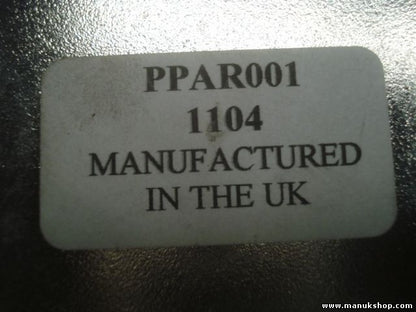 PPAR001
1104
MANUFACTURED
IN THE UK
www.manukshop.com